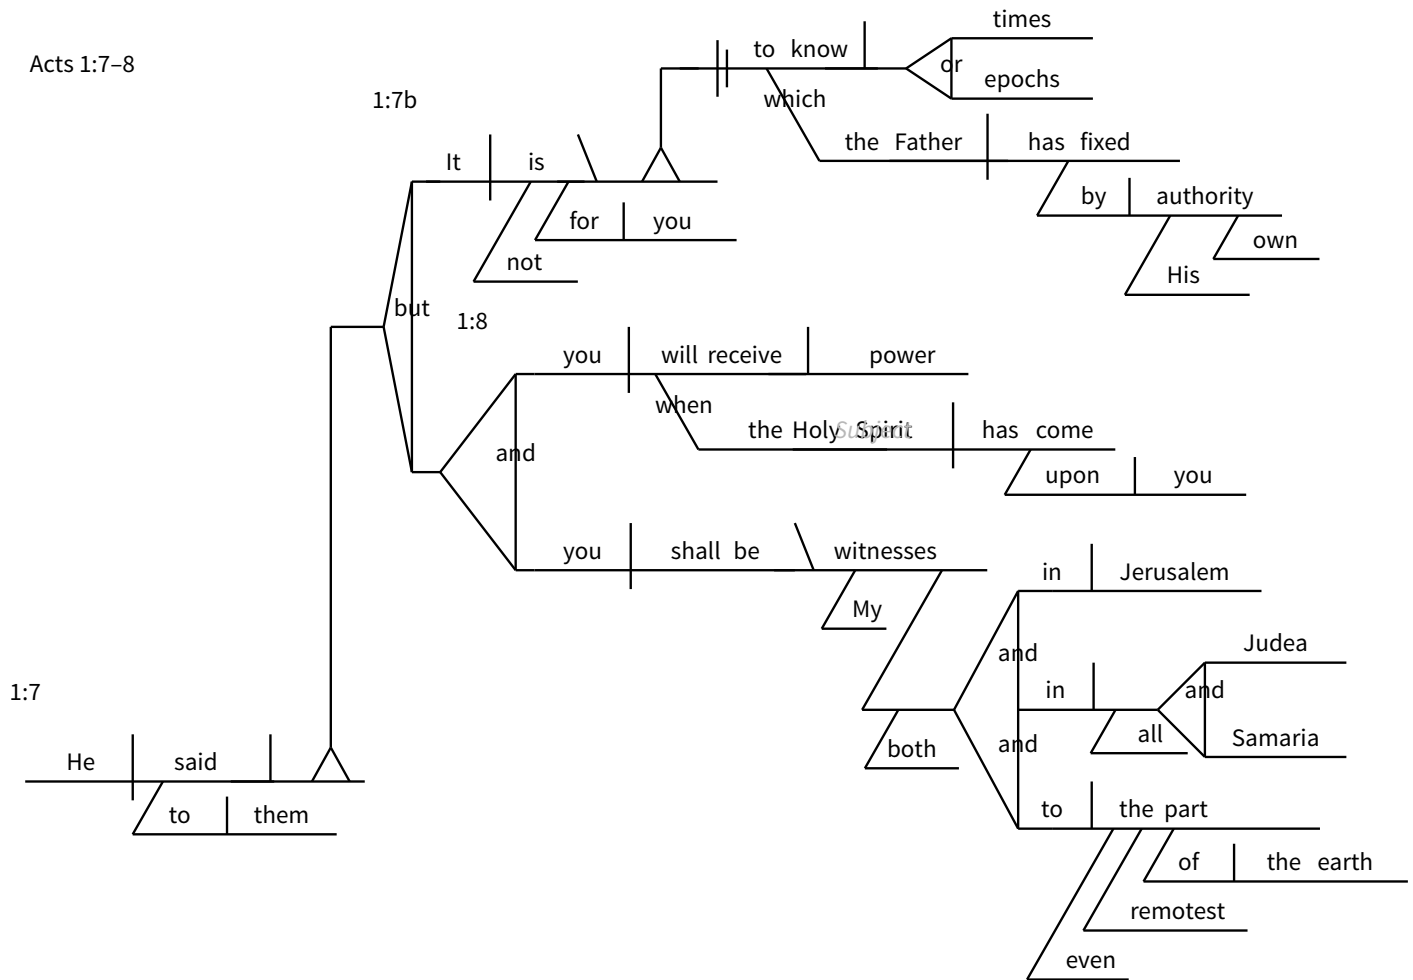 Acts 1:7–8
times
to know
or
epochs
1:7b
which
the Father has fixed
It is
by authority
for you
own
not
His
but
1:8
you will receive power
when
the Holy Spirit has come
Subject
and
upon you
you shall be witnesses
in Jerusalem
My
and
Judea
1:7
in
and
all
Samaria
both
and
He said
to the part
to them
of the earth
remotest
even